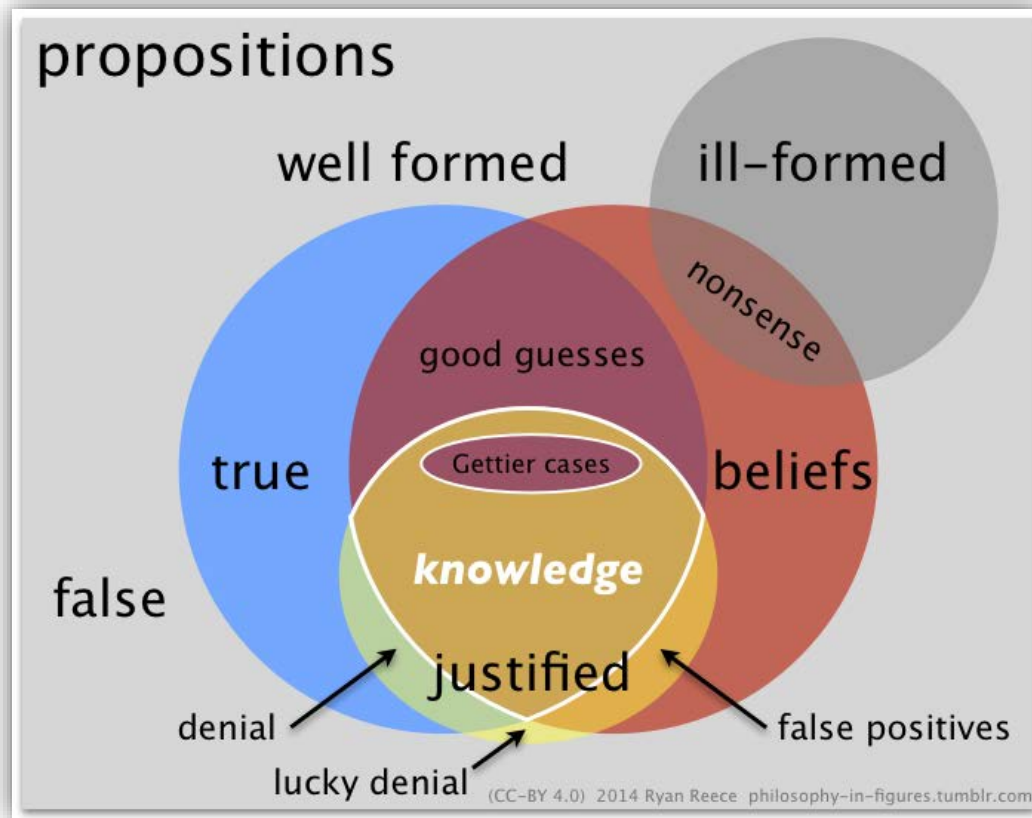 propositions
well formed
ill-formed
nonsense
good guesses
Gettier cases
true
beliefs
knowledge
false
justified
denial
false positives
lucky denial
(CC-BY 4.0) 2014 Ryan Reece philosophy-in-figures.tumblr.com